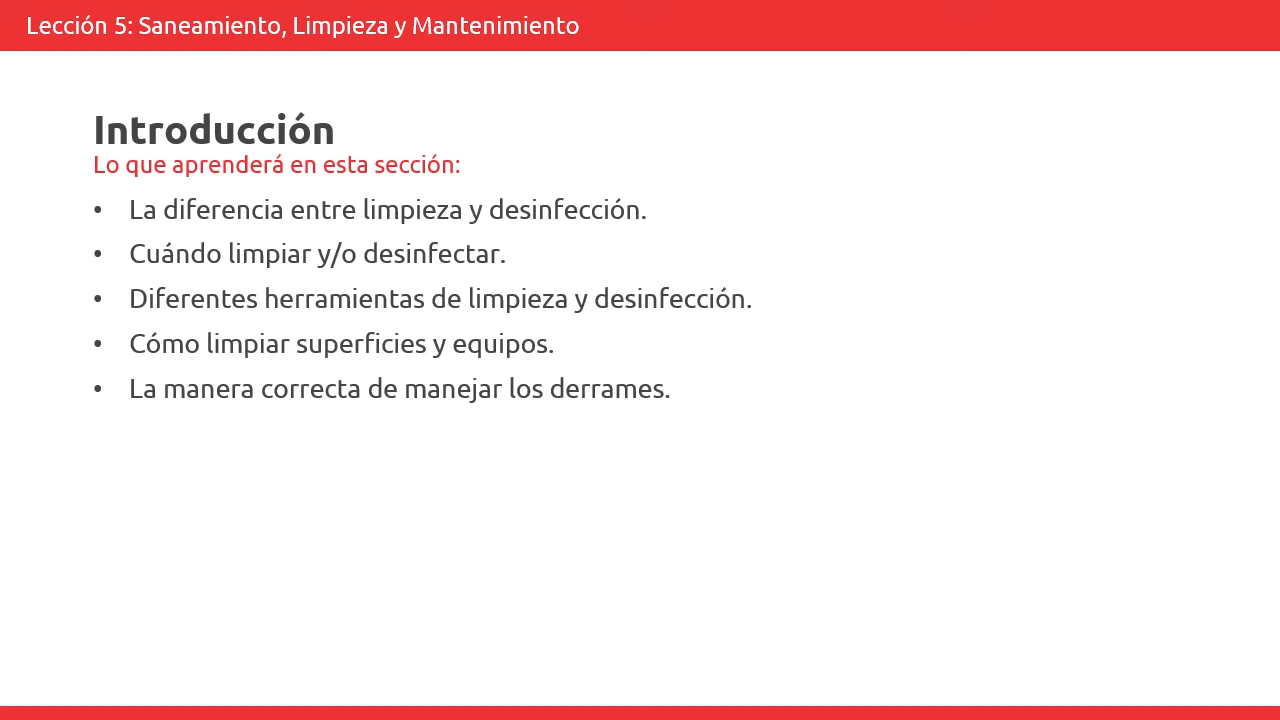 Lección 5: Saneamiento, Limpieza y Mantenimiento
Introducción
Lo que aprenderá en esta sección:
• La diferencia entre limpieza y desinfección.
• Cuándo limpiar y/o desinfectar.
• Diferentes herramientas de limpieza y desinfección.
• Cómo limpiar superficies y equipos.
• La manera correcta de manejar los derrames.